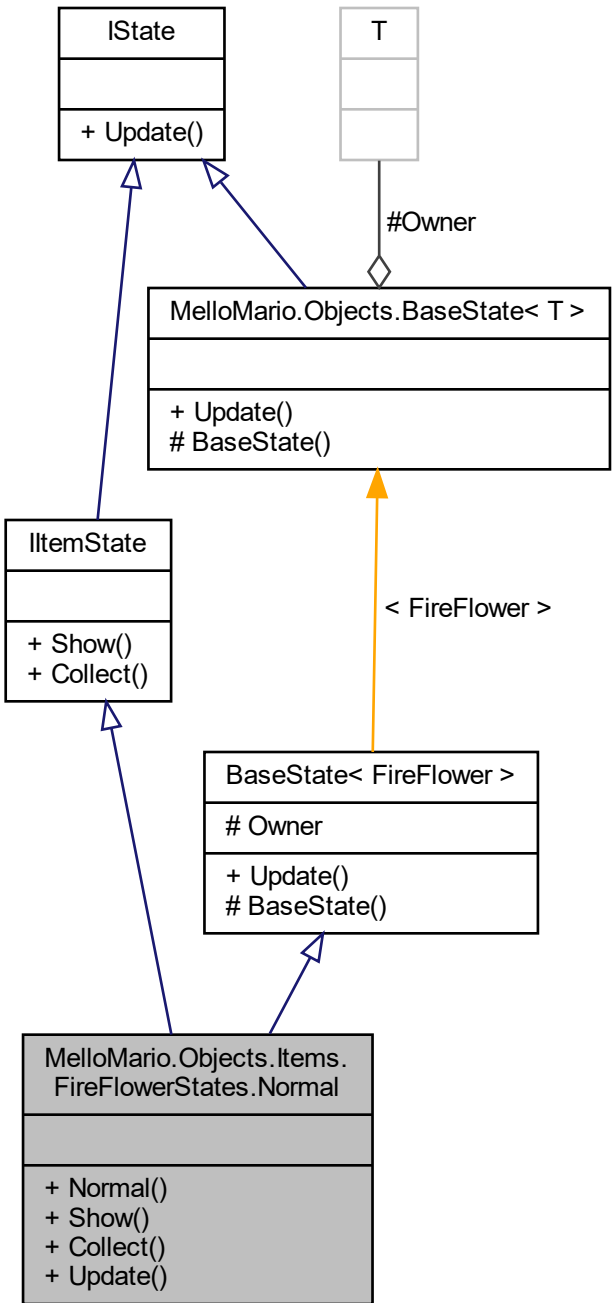 IState
+ Update()
T
#Owner
MelloMario.Objects.BaseState< T >
+ Update()
# BaseState()
IItemState
+ Show()
+ Collect()
< FireFlower >
BaseState< FireFlower >
# Owner
+ Update()
# BaseState()
MelloMario.Objects.Items.
FireFlowerStates.Normal
+ Normal()
+ Show()
+ Collect()
+ Update()